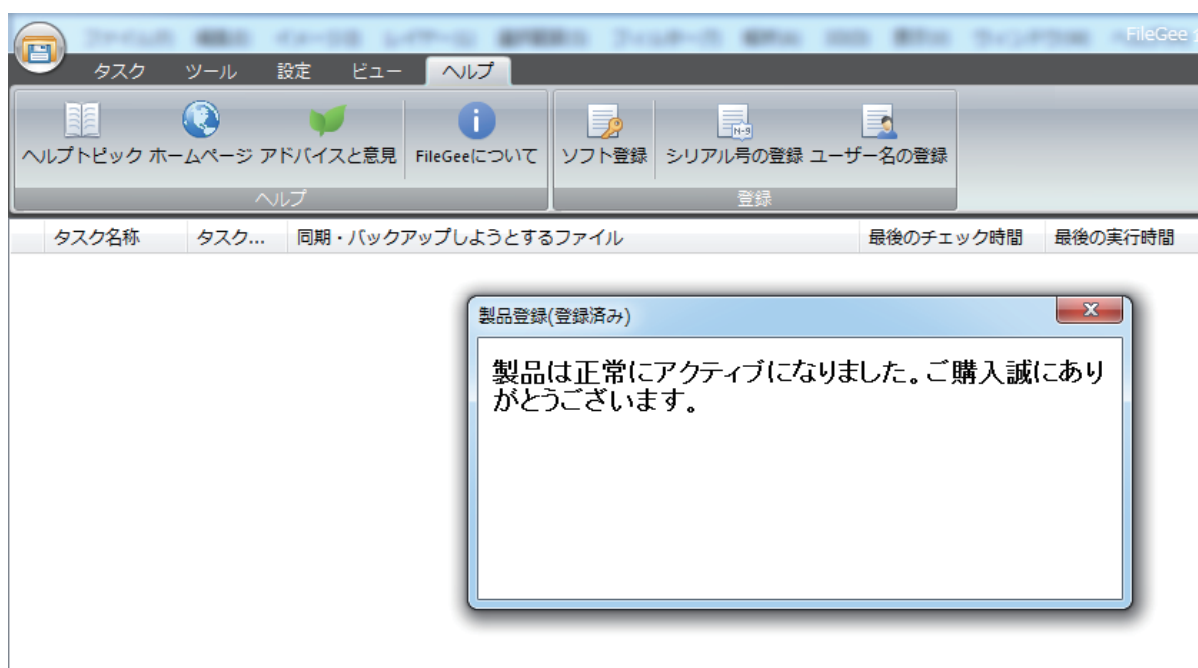 FileGee
タスク ツール 設定 ビュー ヘルプ
ヘルプトピック ホームページ アドバイスと意見 FileGeeについて ソフト登録 シリアル号の登録 ユーザー名の登録
N-9
ヘルプ 登録
タスク名称 タスク... 同期・バックアップしようとするファイル 最後のチェック時間 最後の実行時間
製品登録(登録済み)
製品は正常にアクティブになりました。ご購入誠にあり
がとうございます。